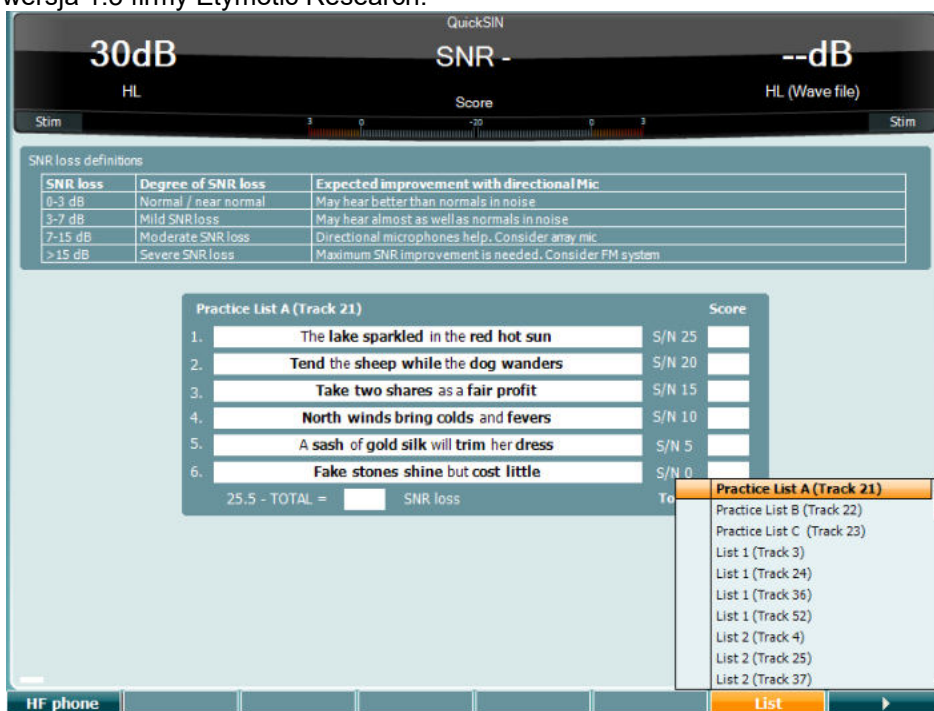 wersja 1.3 firmy Etymotic Research.
QuickSIN
30dB SNR - --dB
HL Score HL (Wave file)
Stim 3 0 -20 0 3 Stim
SNR loss definitions
SNR loss Degree of SNR loss Expected improvement with directional Mic
0-3 dB Normal / near normal May hear better than normals in noise
3-7 dB Mild SNR loss May hear almost as well as normals in noise
7-15 dB Moderate SNR loss Directional microphones help. Consider array mic
>15 dB Severe SNR loss Maximum SNR improvement is needed. Consider FM system
Practice List A (Track 21) Score
1. The lake sparkled in the red hot sun S/N 25
2. Tend the sheep while the dog wanders S/N 20
3. Take two shares as a fair profit S/N 15
4. North winds bring colds and fevers S/N 10
5. A sash of gold silk will trim her dress S/N 5
6. Fake stones shine but cost little S/N 0
25.5 - TOTAL = SNR loss To
Practice List A (Track 21)
Practice List B (Track 22)
Practice List C (Track 23)
List 1 (Track 3)
List 1 (Track 24)
List 1 (Track 36)
List 1 (Track 52)
List 2 (Track 4)
List 2 (Track 25)
List 2 (Track 37)
HF phone List